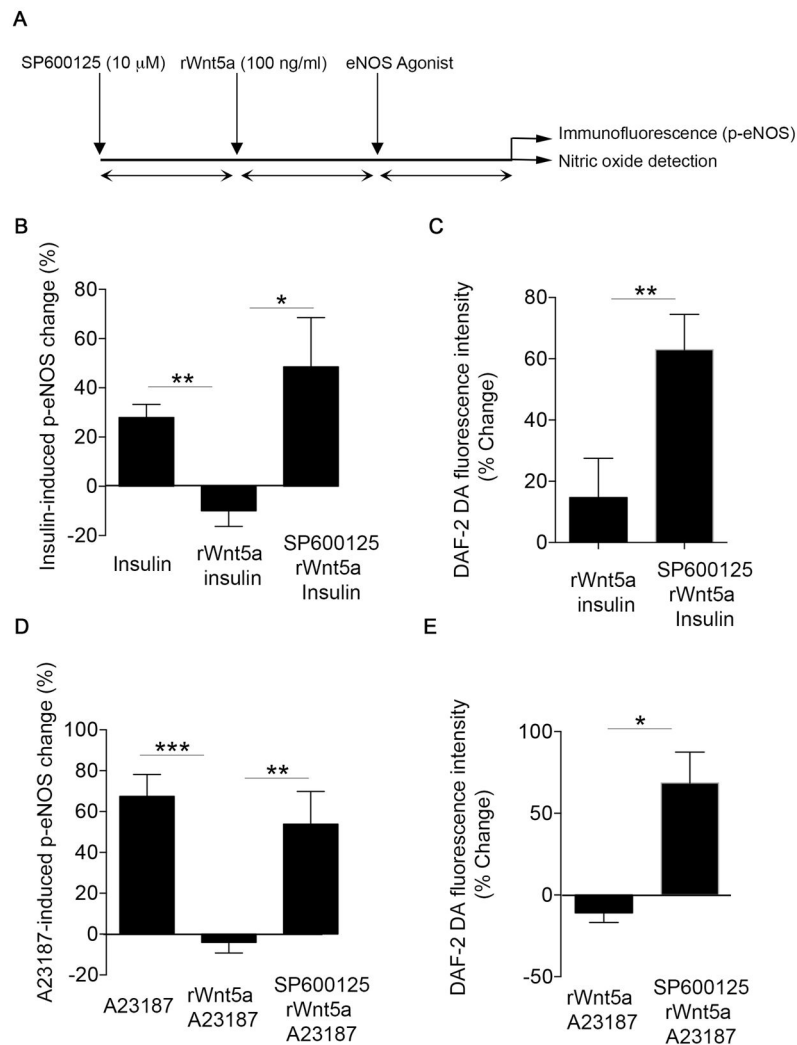 A
SP600125 (10 μM)
rWnt5a (100 ng/ml)
eNOS Agonist
Immunofluorescence (p-eNOS)
Nitric oxide detection
B
Insulin-induced p-eNOS change (%)
80
60
40
20
0
-20
**
*
Insulin
rWnt5a
insulin
SP600125
rWnt5a
Insulin
C
DAF-2 DA fluorescence intensity
(% Change)
80
60
40
20
0
**
rWnt5a
insulin
SP600125
rWnt5a
Insulin
D
A23187-induced p-eNOS change (%)
100
80
60
40
20
0
-20
***
**
A23187
rWnt5a
A23187
SP600125
rWnt5a
A23187
E
DAF-2 DA fluorescence intensity
(% Change)
100
50
0
-50
*
rWnt5a
A23187
SP600125
rWnt5a
A23187